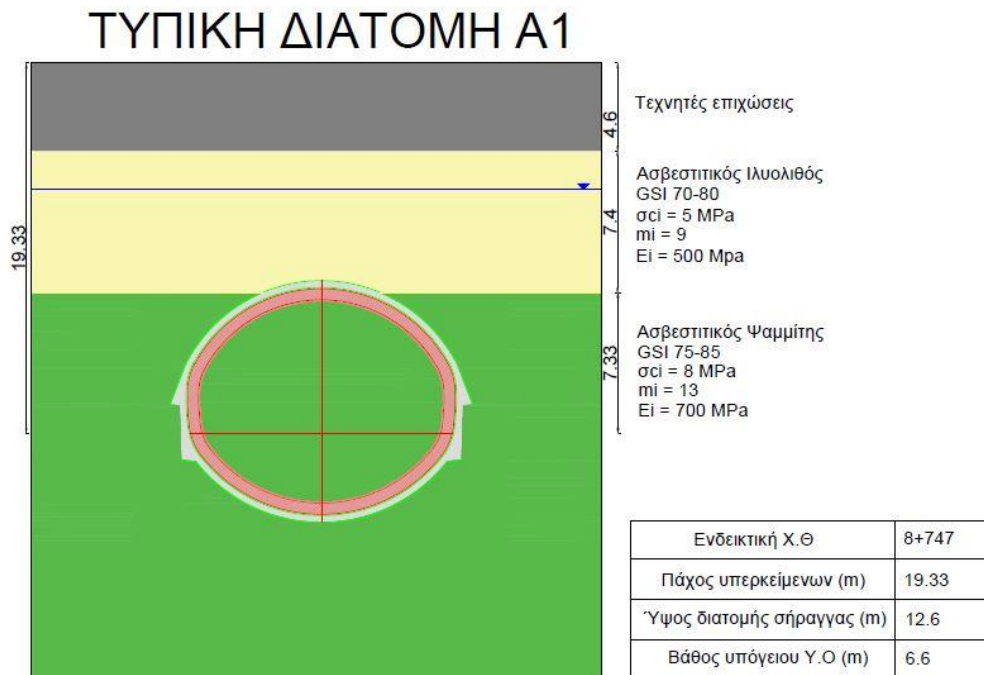 ΤΥΠΙΚΗ ΔΙΑΤΟΜΗ Α1
19.33
4.6
7.4
7.33
Τεχνητές επιχώσεις
Ασβεστιτικός Ιλυολιθός
GSI 70-80
σci = 5 MPa
mi = 9
Ei = 500 Mpa
Ασβεστιτικός Ψαμμίτης
GSI 75-85
σci = 8 MPa
mi = 13
Ei = 700 MPa
Ενδεικτική Χ.Θ 8+747
Πάχος υπερκείμενων (m) 19.33
Ύψος διατομής σήραγγας (m) 12.6
Βάθος υπόγειου Υ.Ο (m) 6.6